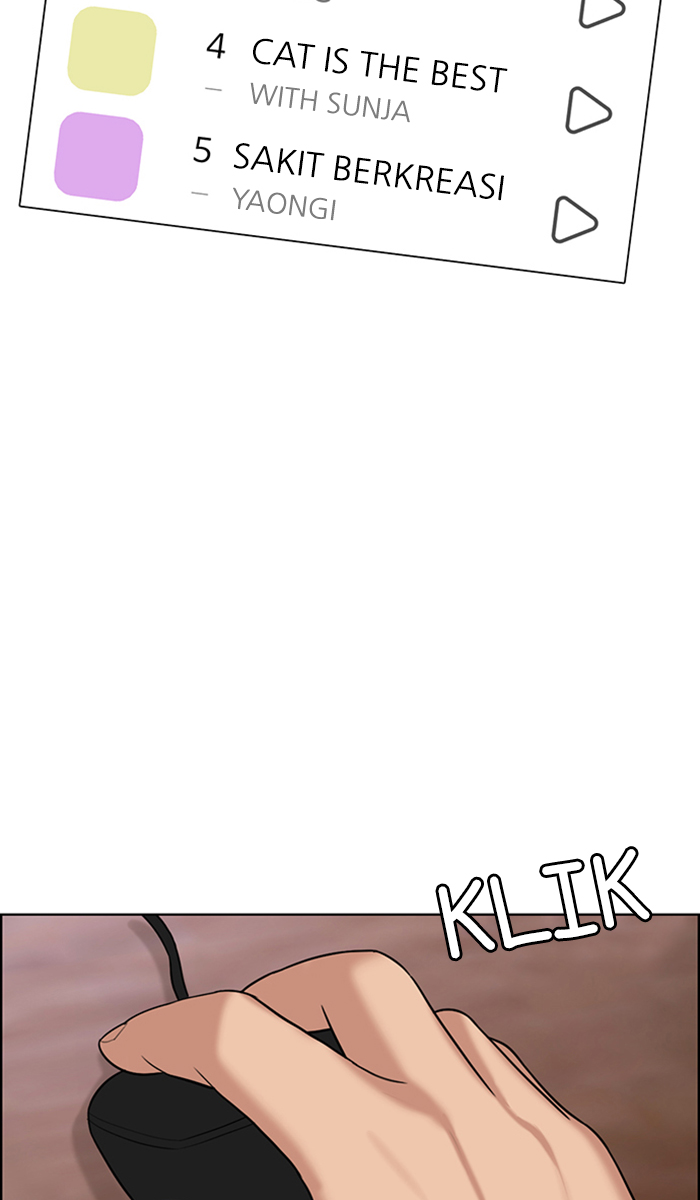 4 CAT IS THE BEST
– WITH SUNJA
5 SAKIT BERKREASI
– YAONGI
KLIK